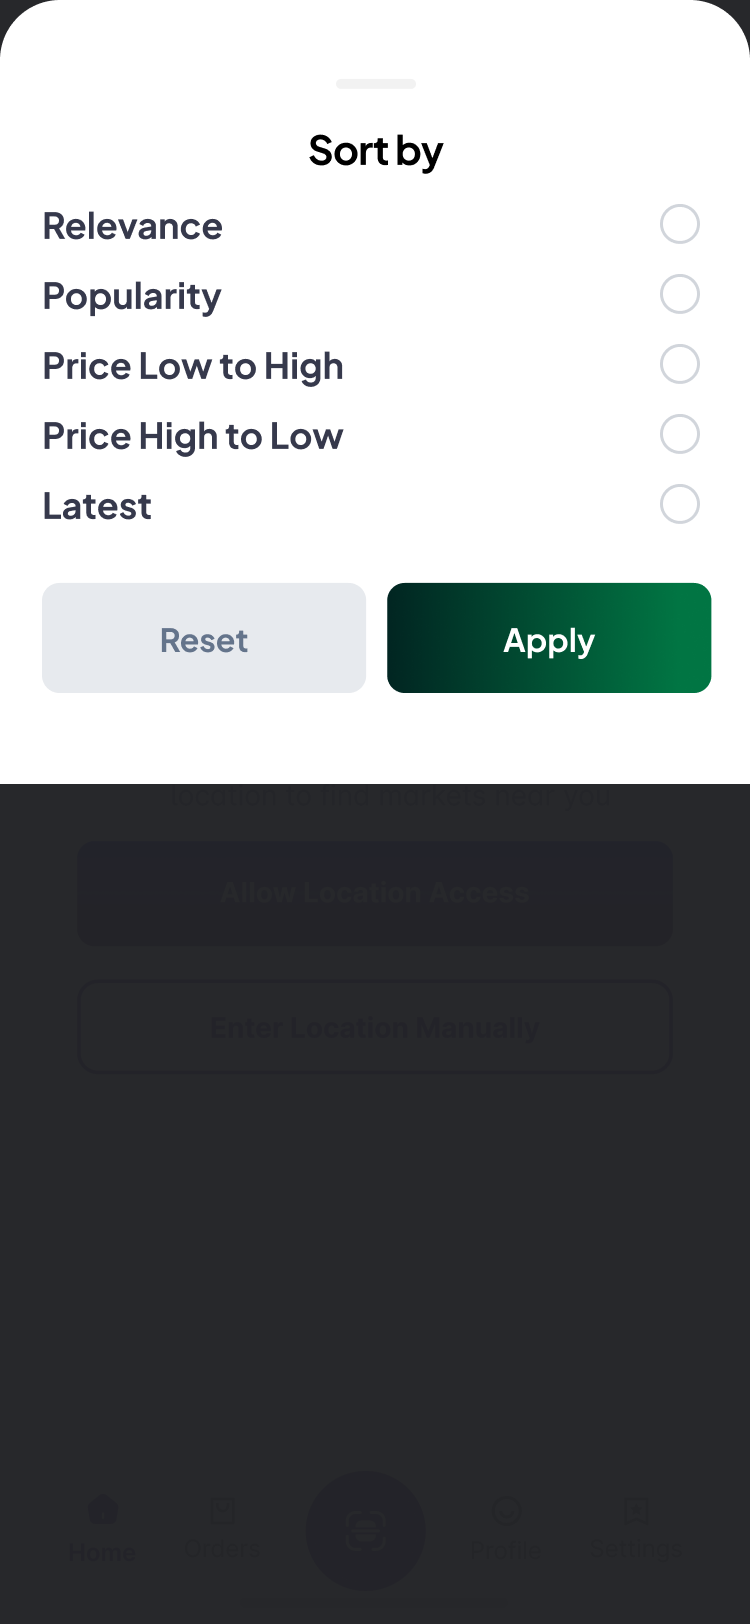 Sort by
Relevance
Popularity
Price Low to High
Price High to Low
Latest
Reset
Apply
location to find markets near you
Allow Location Access
Enter Location Manually
Home
Orders
Profile
Settings